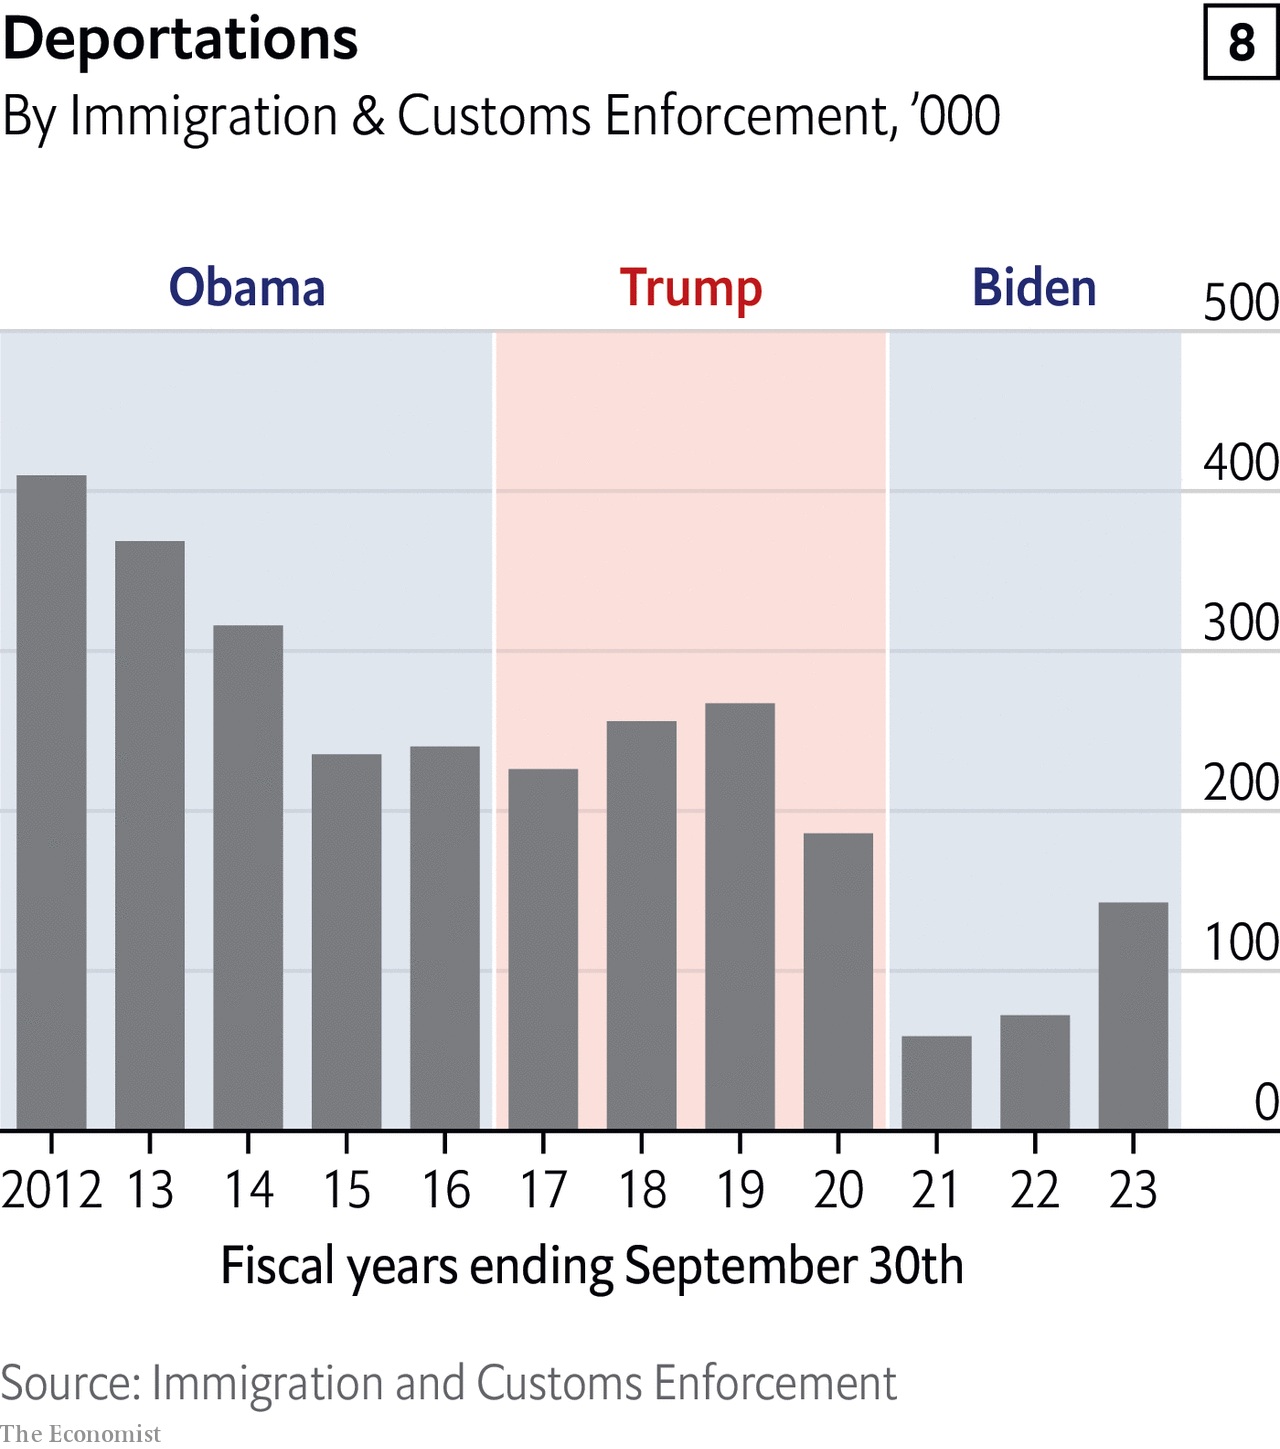 Deportations
8
By Immigration & Customs Enforcement, ’000
Obama
Trump
Biden
500
400
300
200
100
0
2012 13 14 15 16 17 18 19 20 21 22 23
Fiscal years ending September 30th
Source: Immigration and Customs Enforcement
The Economist